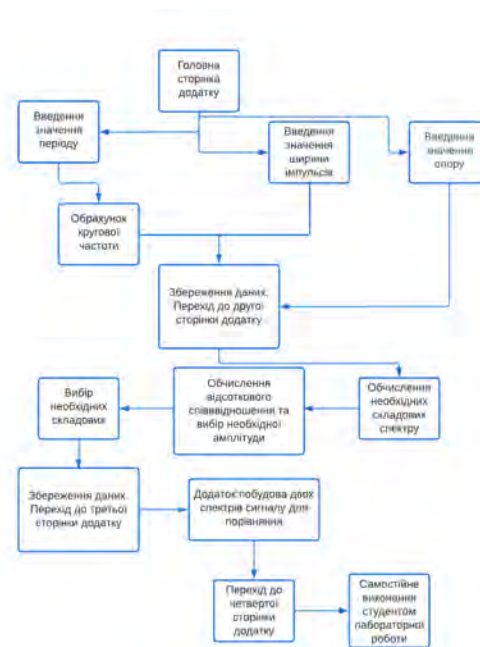 Головна
сторінка
додатку
Введення
значення
періоду
Введення
значення
ширини
імпульсів
Введення
значення
опору
Обрахунок
кругової
частоти
Збереження даних.
Перехід до другої
сторінки додатку
Вибір
необхідних
складових
Обчислення
відсоткового
співввідношення та
вибір необхідної
амплітуди
Обчислення
необхідних
складових
спектру
Збереження даних.
Перехід до третьої
сторінки додатку
Додаток побудова двох
спектрів сигналу для
порівняння
Перехід до
четвертої
сторінки
додатку
Самостійне
виконання
студентом
лабораторної
роботи